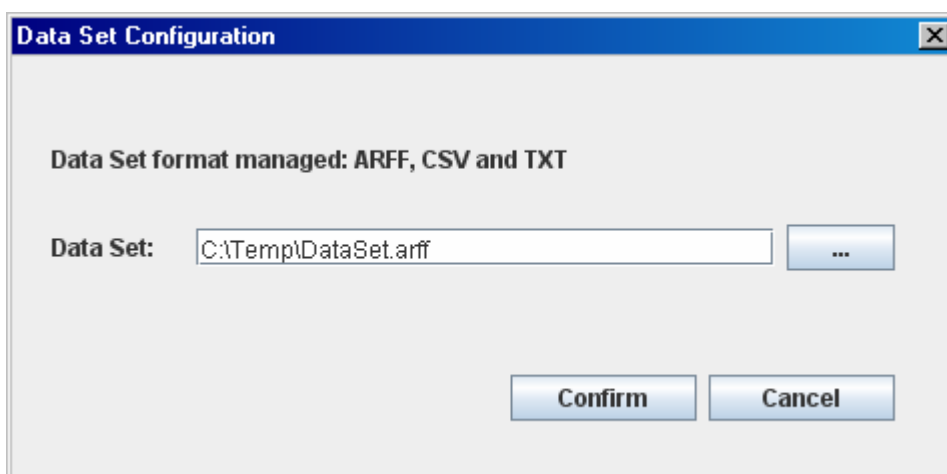 Data Set Configuration
Data Set format managed: ARFF, CSV and TXT
Data Set: C:\Temp\DataSet.arff ...
Confirm Cancel